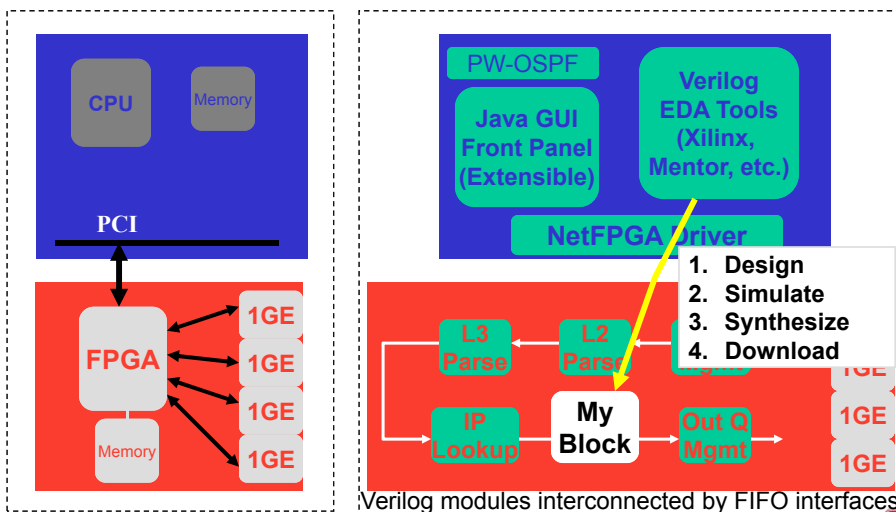 CPU
Memory
PCI
FPGA
Memory
1GE
1GE
1GE
1GE
PW-OSPF
Java GUI
Front Panel
(Extensible)
Verilog
EDA Tools
(Xilinx,
Mentor, etc.)
NetFPGA Driver
1. Design
2. Simulate
3. Synthesize
4. Download
L3
Parse
L2
Parse
Mgmt
IP
Lookup
My
Block
Out Q
Mgmt
1GE
1GE
1GE
Verilog modules interconnected by FIFO interfaces